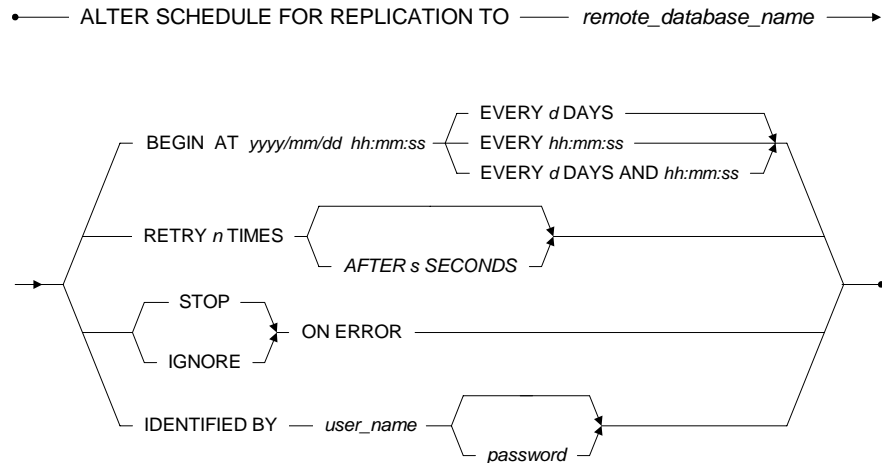 ALTER SCHEDULE FOR REPLICATION TO remote_database_name
EVERY d DAYS
BEGIN AT yyyy/mm/dd hh:mm:ss EVERY hh:mm:ss
EVERY d DAYS AND hh:mm:ss
RETRY n TIMES
AFTER s SECONDS
STOP
ON ERROR
IGNORE
IDENTIFIED BY user_name
password